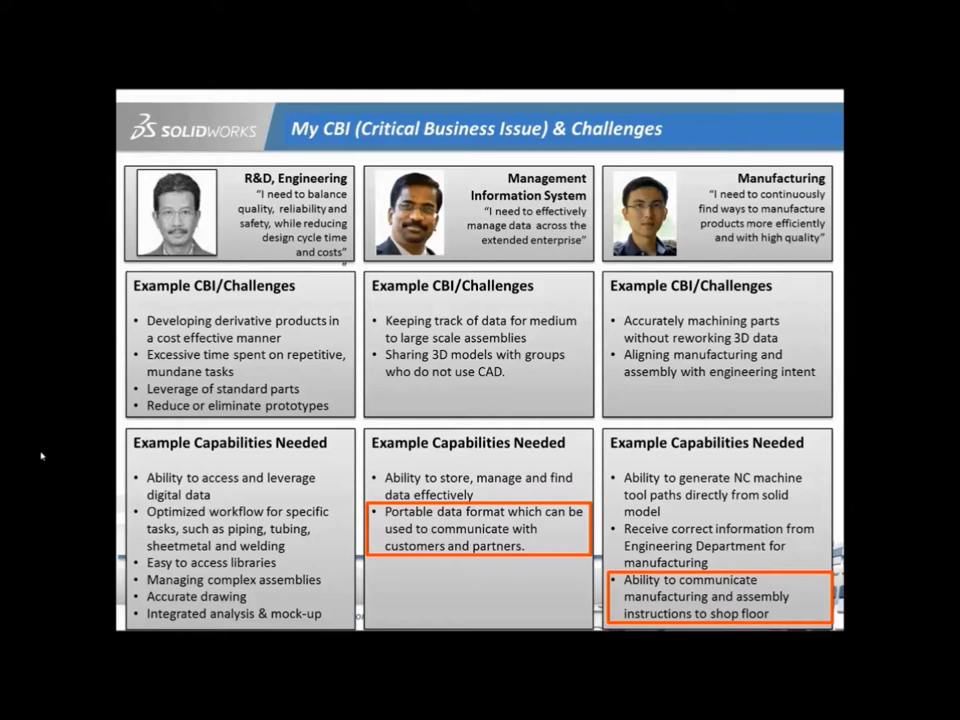 3DS SOLIDWORKS
My CBI (Critical Business Issue) & Challenges
R&D, Engineering
“I need to balance
quality, reliability and
safety, while reducing
design cycle time
and costs”
”
Management
Information System
“I need to effectively
manage data across the
extended enterprise”
Manufacturing
“I need to continuously
find ways to manufacture
products more efficiently
and with high quality”
Example CBI/Challenges
• Developing derivative products in
a cost effective manner
• Excessive time spent on repetitive,
mundane tasks
• Leverage of standard parts
• Reduce or eliminate prototypes
Example CBI/Challenges
• Keeping track of data for medium
to large scale assemblies
• Sharing 3D models with groups
who do not use CAD.
Example CBI/Challenges
• Accurately machining parts
without reworking 3D data
• Aligning manufacturing and
assembly with engineering intent
Example Capabilities Needed
• Ability to access and leverage
digital data
• Optimized workflow for specific
tasks, such as piping, tubing,
sheetmetal and welding
• Easy to access libraries
• Managing complex assemblies
• Accurate drawing
• Integrated analysis & mock-up
Example Capabilities Needed
• Ability to store, manage and find
data effectively
• Portable data format which can be
used to communicate with
customers and partners.
Example Capabilities Needed
• Ability to generate NC machine
tool paths directly from solid
model
• Receive correct information from
Engineering Department for
manufacturing
• Ability to communicate
manufacturing and assembly
instructions to shop floor